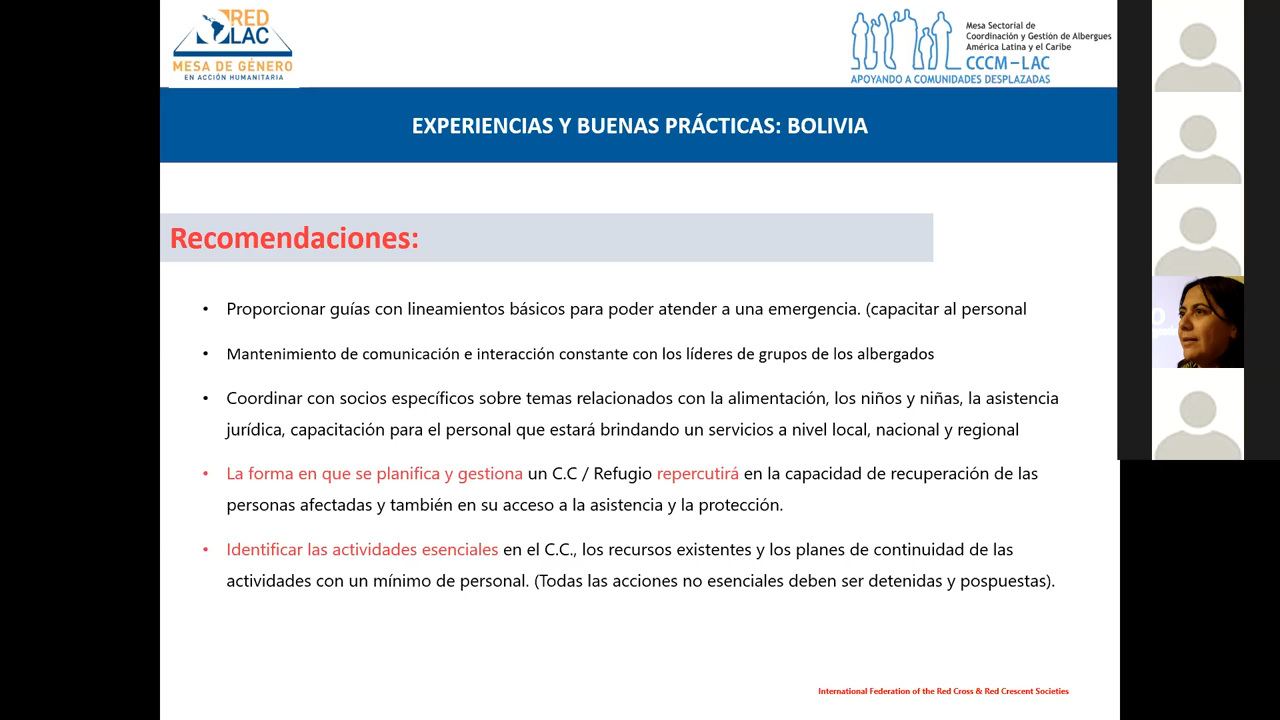 RED
LAC
MESA DE GÉNERO
EN ACCIÓN HUMANITARIA
Mesa Sectorial de
Coordinación y Gestión de Albergues
América Latina y el Caribe
CCCM–LAC
APOYANDO A COMUNIDADES DESPLAZADAS
EXPERIENCIAS Y BUENAS PRÁCTICAS: BOLIVIA
Recomendaciones:
• Proporcionar guías con lineamientos básicos para poder atender a una emergencia. (capacitar al personal
• Mantenimiento de comunicación e interacción constante con los líderes de grupos de los albergados
• Coordinar con socios específicos sobre temas relacionados con la alimentación, los niños y niñas, la asistencia
jurídica, capacitación para el personal que estará brindando un servicios a nivel local, nacional y regional
• La forma en que se planifica y gestiona un C.C / Refugio repercutirá en la capacidad de recuperación de las
personas afectadas y también en su acceso a la asistencia y la protección.
• Identificar las actividades esenciales en el C.C., los recursos existentes y los planes de continuidad de las
actividades con un mínimo de personal. (Todas las acciones no esenciales deben ser detenidas y pospuestas).
International Federation of the Red Cross & Red Crescent Societies